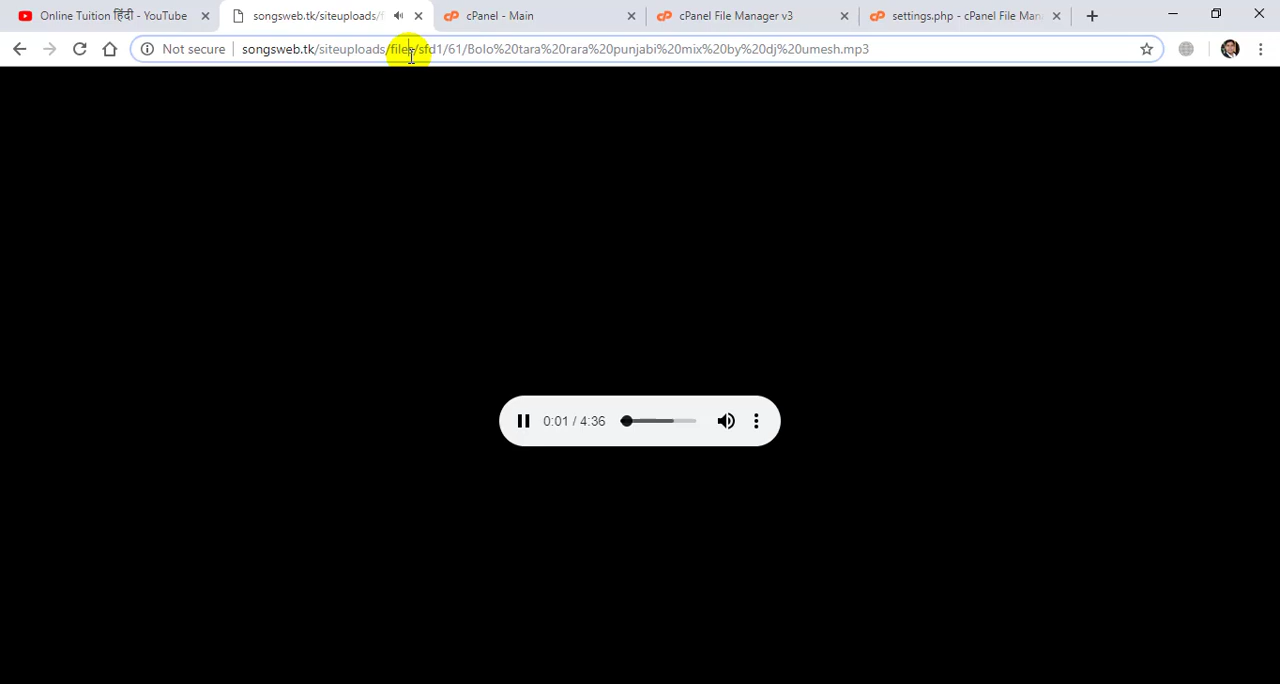 Online Tuition हिंदी - YouTube
songsweb.tk/siteuploads/f
cPanel - Main
cPanel File Manager v3
settings.php - cPanel File Man
Not secure
songsweb.tk/siteuploads/files/sfd1/61/Bolo%20tara%20rara%20punjabi%20mix%20by%20dj%20umesh.mp3
0:01 / 4:36